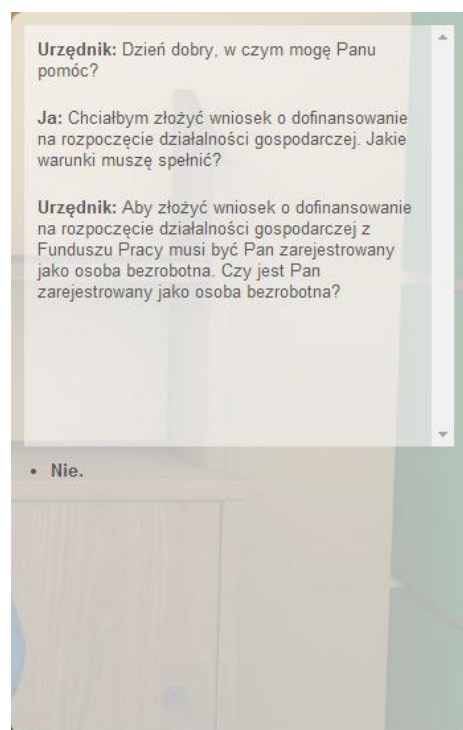 Urzędnik: Dzień dobry, w czym mogę Panu
pomóc?
Ja: Chciałbym złożyć wniosek o dofinansowanie
na rozpoczęcie działalności gospodarczej. Jakie
warunki muszę spełnić?
Urzędnik: Aby złożyć wniosek o dofinansowanie
na rozpoczęcie działalności gospodarczej z
Funduszu Pracy musi być Pan zarejestrowany
jako osoba bezrobotna. Czy jest Pan
zarejestrowany jako osoba bezrobotna?
• Nie.